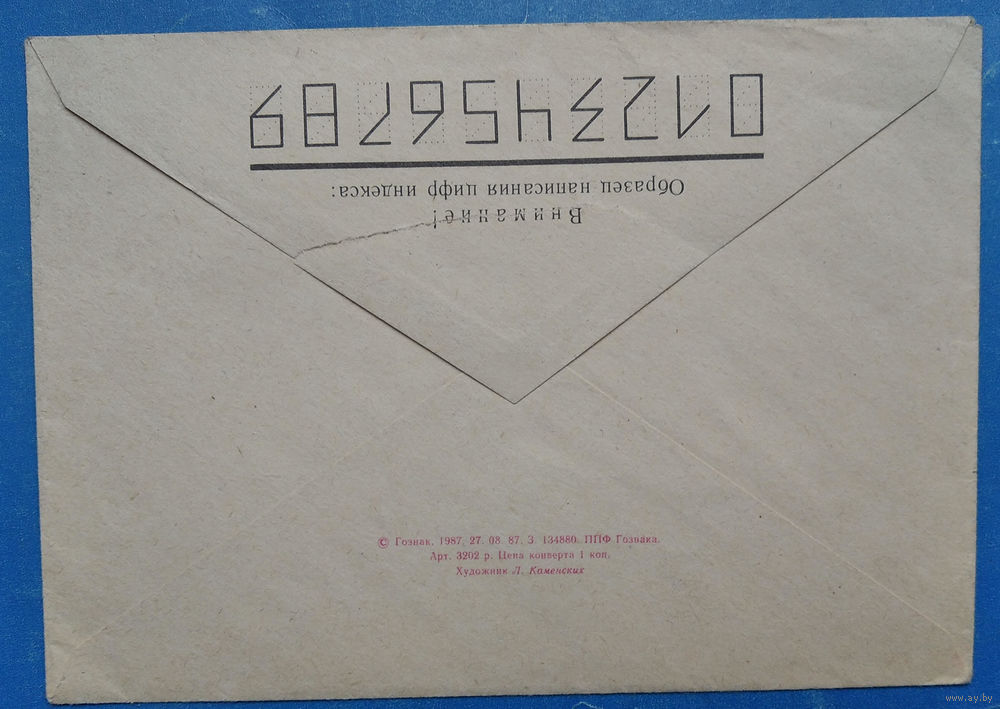 Внимание!
Образец написания цифр индекса:
0123456789
© Гознак. 1987. 27. 08. 87. З. 134880. ППФ Гознака.
Арт. 3202 р. Цена конверта 1 коп.
Художник Л. Каменских
www.ay.by